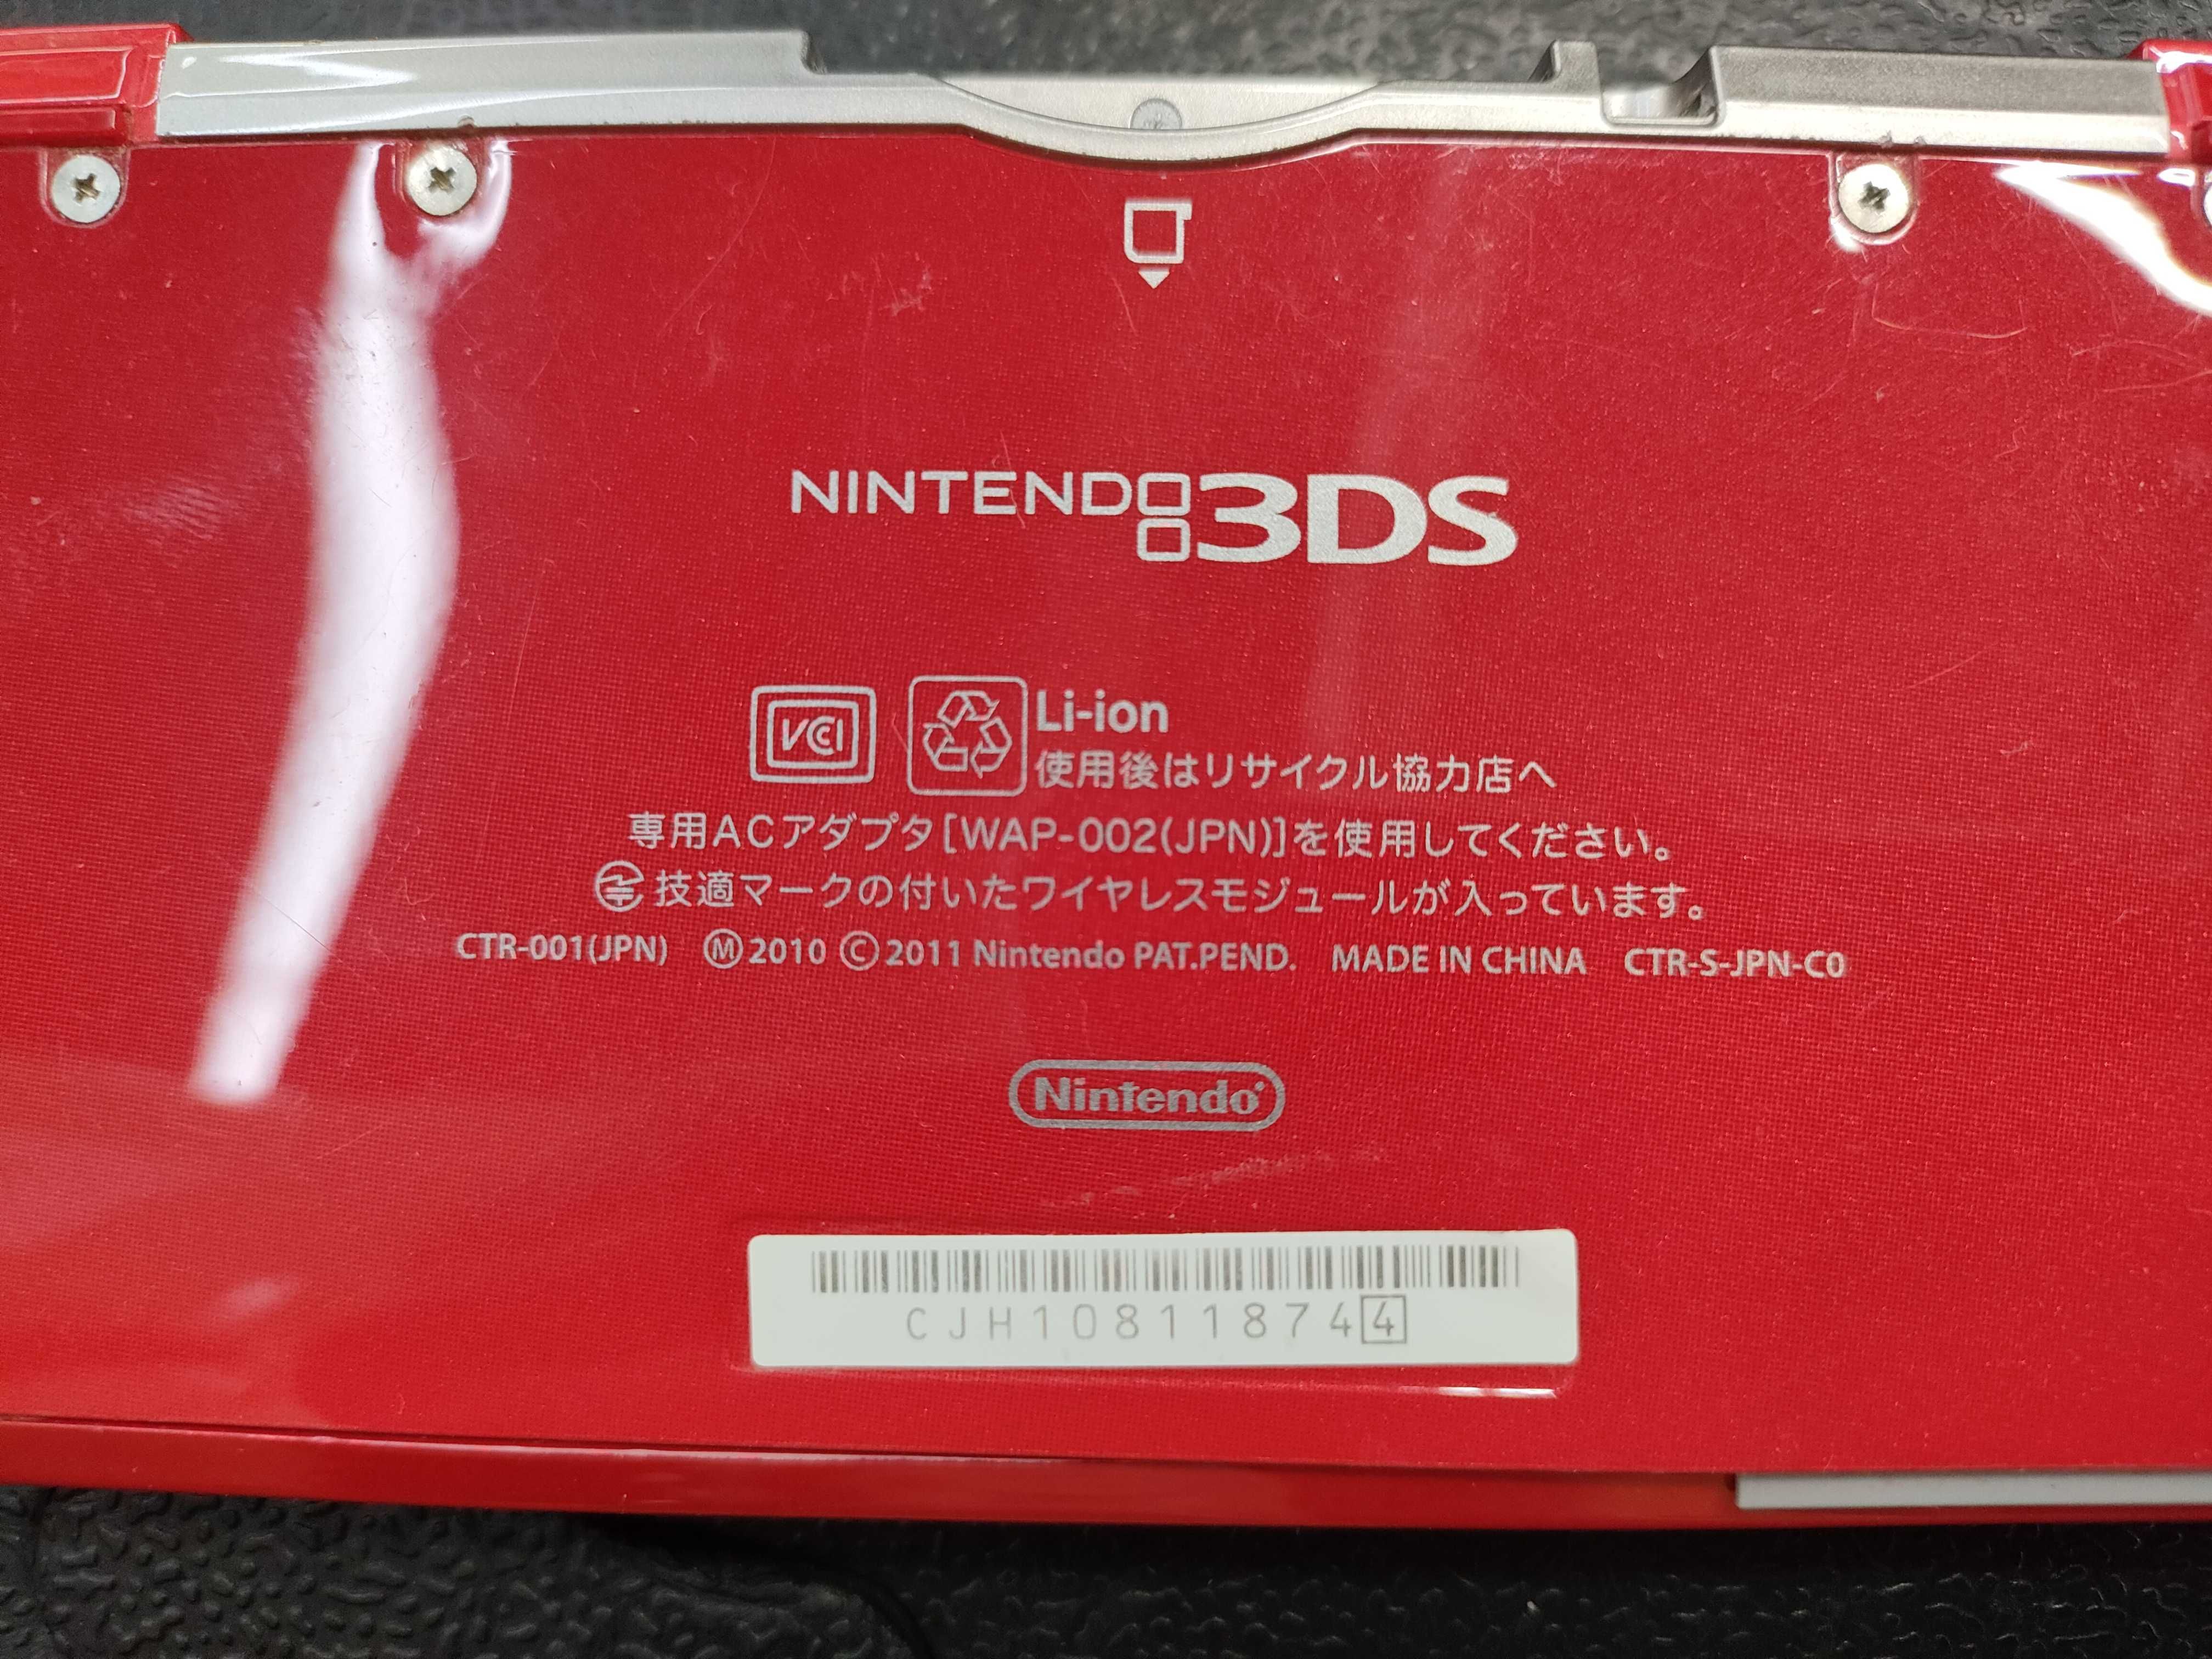 NINTENDO 3DS
VCCI
Li-ion
使用後はリサイクル協力店へ
専用ACアダプタ[WAP-002(JPN)]を使用してください。
技適マークの付いたワイヤレスモジュールが入っています。
CTR-001(JPN) Ⓜ2010 Ⓒ2011 Nintendo PAT.PEND. MADE IN CHINA CTR-S-JPN-C0
Nintendo®
CJH108118744